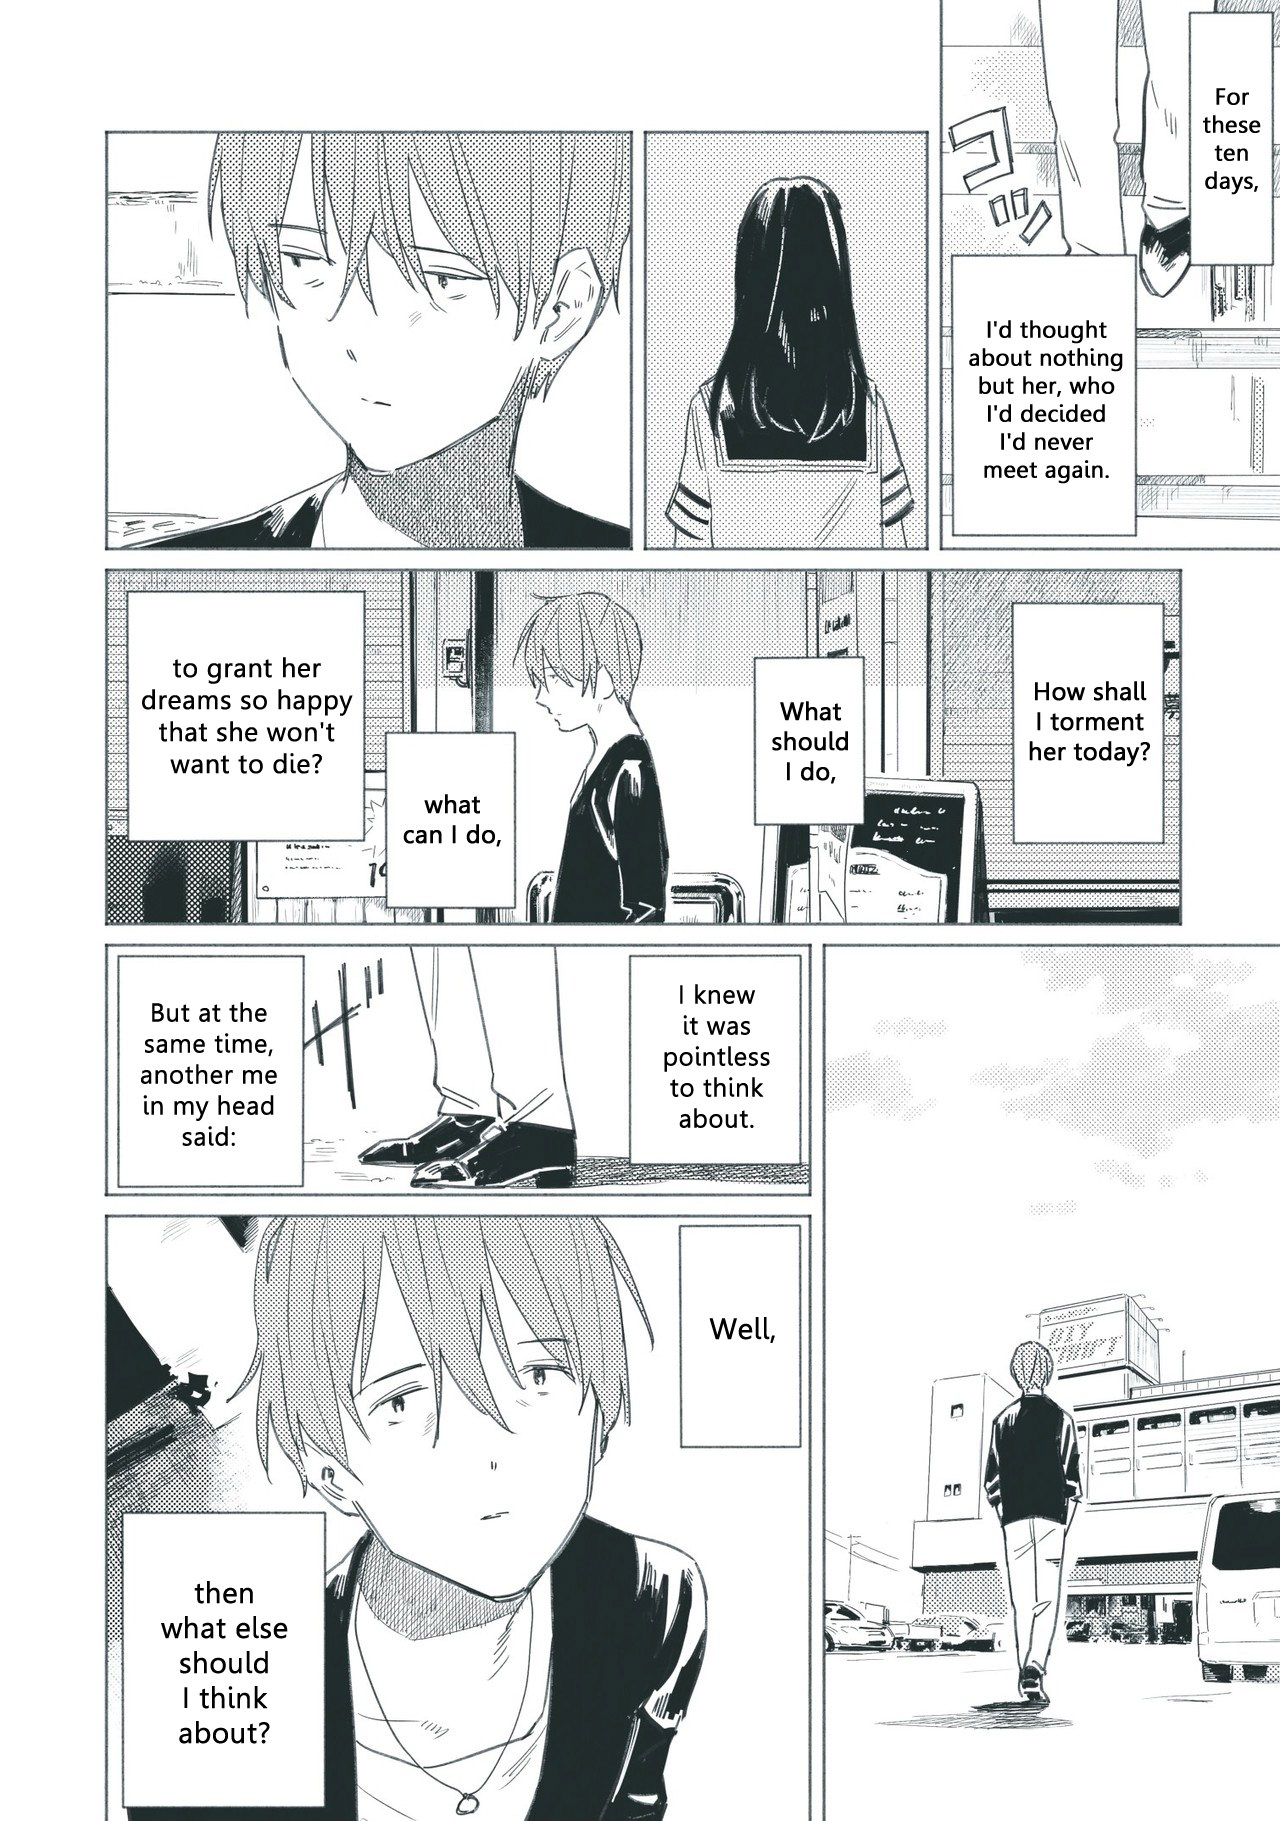 For
these
ten
days,
コツッ
I'd thought
about nothing
but her, who
I'd decided
I'd never
meet again.
How shall
I torment
her today?
What
should
I do,
what
can I do,
to grant her
dreams so happy
that she won't
want to die?
I knew
it was
pointless
to think
about.
But at the
same time,
another me
in my head
said:
Well,
then
what else
should
I think
about?